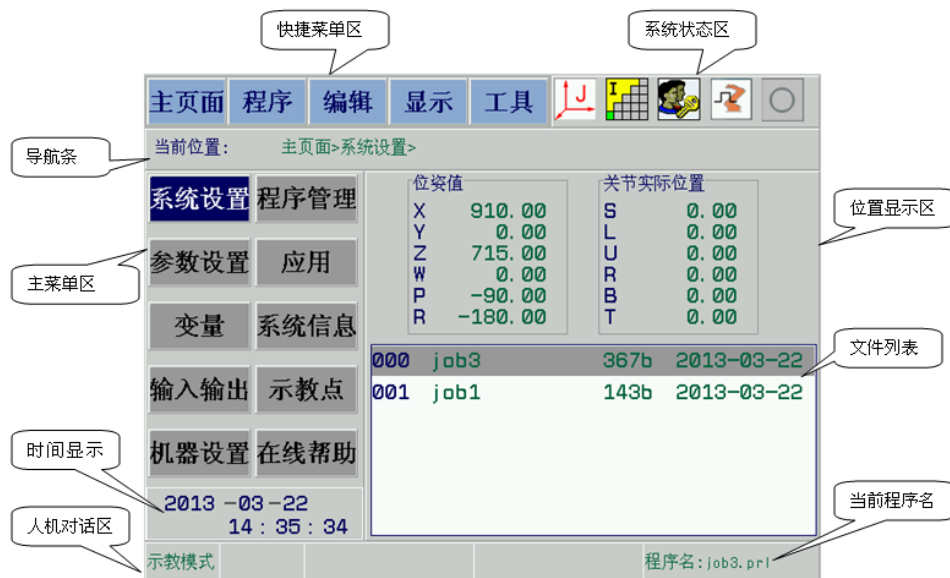 快捷菜单区
系统状态区
主页面 程序 编辑 显示 工具 J I
导航条
当前位置: 主页面>系统设置>
系统设置 程序管理
参数设置 应用
变量 系统信息
输入输出 示教点
机器设置 在线帮助
主菜单区
位姿值
X 910.00
Y 0.00
Z 715.00
W 0.00
P -90.00
R -180.00
关节实际位置
S 0.00
L 0.00
U 0.00
R 0.00
B 0.00
T 0.00
位置显示区
文件列表
000 job3 367b 2013-03-22
001 job1 143b 2013-03-22
时间显示
2013-03-22
14:35:34
当前程序名
人机对话区
示教模式
程序名:job3.prl